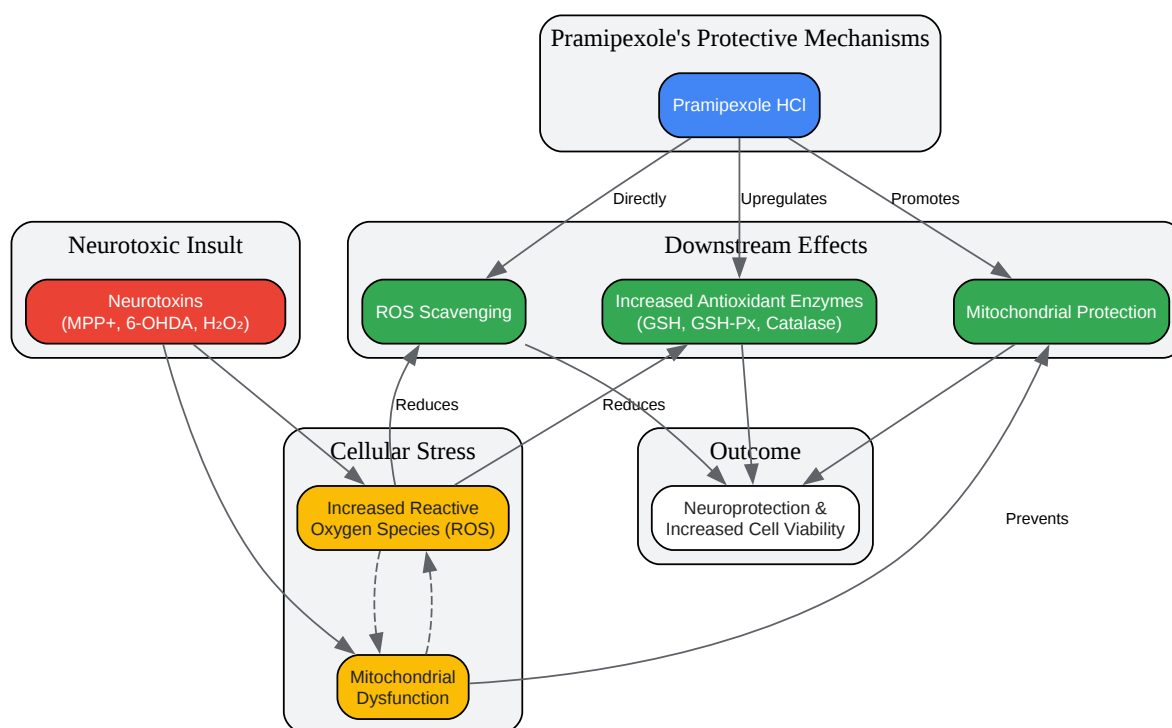 Pramipexole's Protective Mechanisms
Pramipexole HCl
Directly
Upregulates
Promotes
Neurotoxic Insult
Neurotoxins
(MPP+, 6-OHDA, H₂O₂)
Downstream Effects
ROS Scavenging
Increased Antioxidant Enzymes
(GSH, GSH-Px, Catalase)
Mitochondrial Protection
Reduces
Reduces
Cellular Stress
Increased Reactive
Oxygen Species (ROS)
Outcome
Neuroprotection &
Increased Cell Viability
Prevents
Mitochondrial
Dysfunction